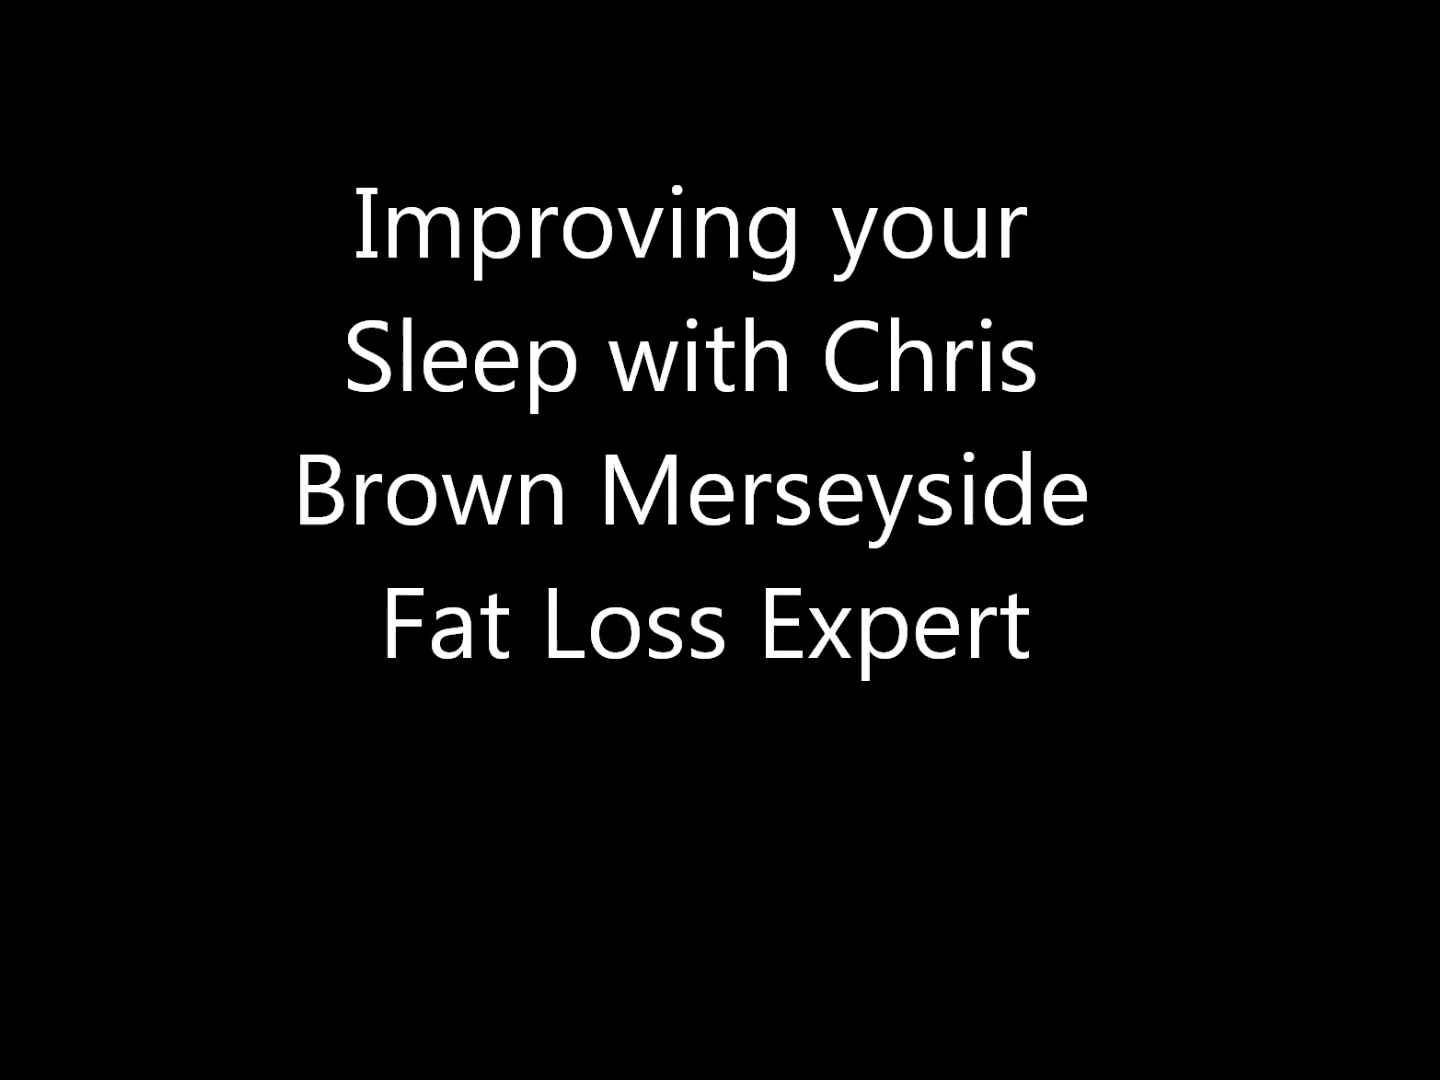 Improving your
Sleep with Chris
Brown Merseyside
Fat Loss Expert